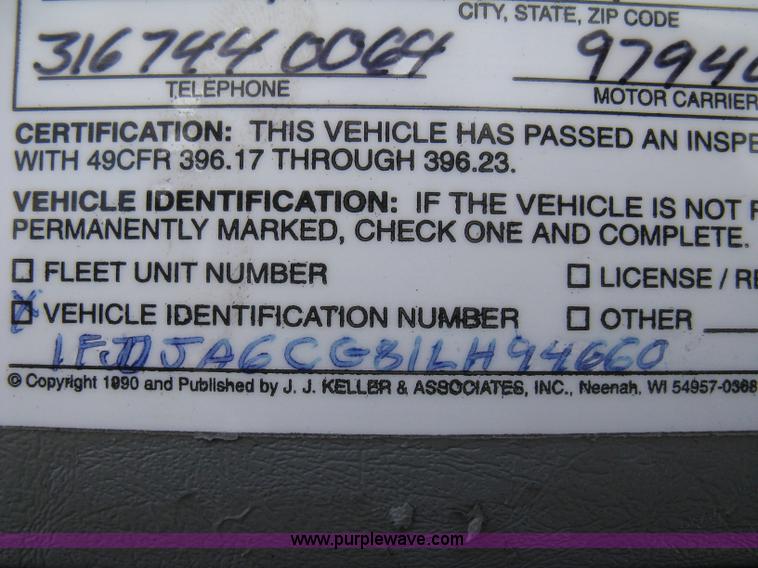 CITY, STATE, ZIP CODE
316 744 0064 9794
TELEPHONE MOTOR CARRIER
CERTIFICATION: THIS VEHICLE HAS PASSED AN INSPE
WITH 49CFR 396.17 THROUGH 396.23.
VEHICLE IDENTIFICATION: IF THE VEHICLE IS NOT
PERMANENTLY MARKED, CHECK ONE AND COMPLETE.
FLEET UNIT NUMBER LICENSE / RE
X VEHICLE IDENTIFICATION NUMBER OTHER
© Copyright 1990 and Published by J. J. KELLER & ASSOCIATES, INC., Neenah, WI 54957-0368
www.purplewave.com